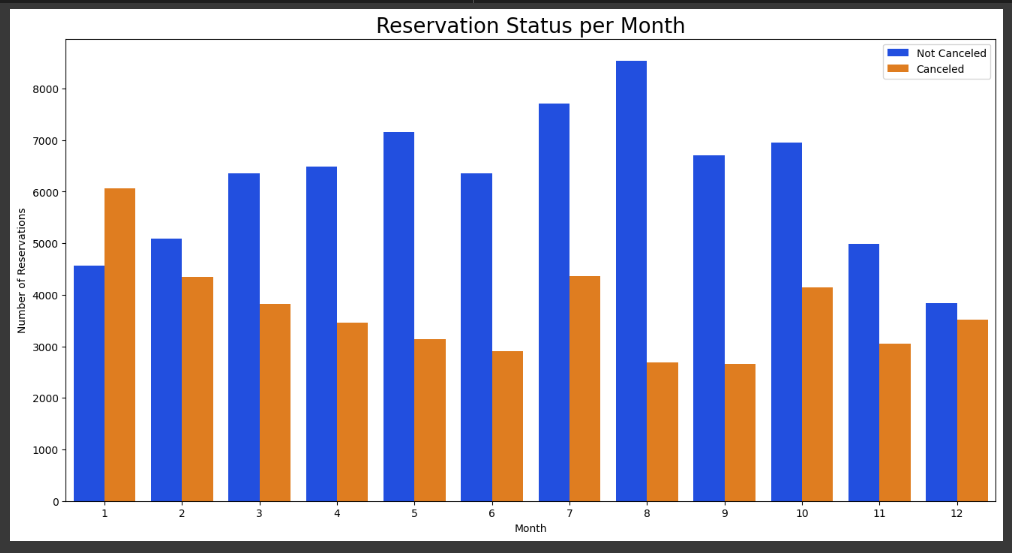 Reservation Status per Month
Not Canceled
Canceled
Number of Reservations
8000
7000
6000
5000
4000
3000
2000
1000
0
1 2 3 4 5 6 7 8 9 10 11 12
Month